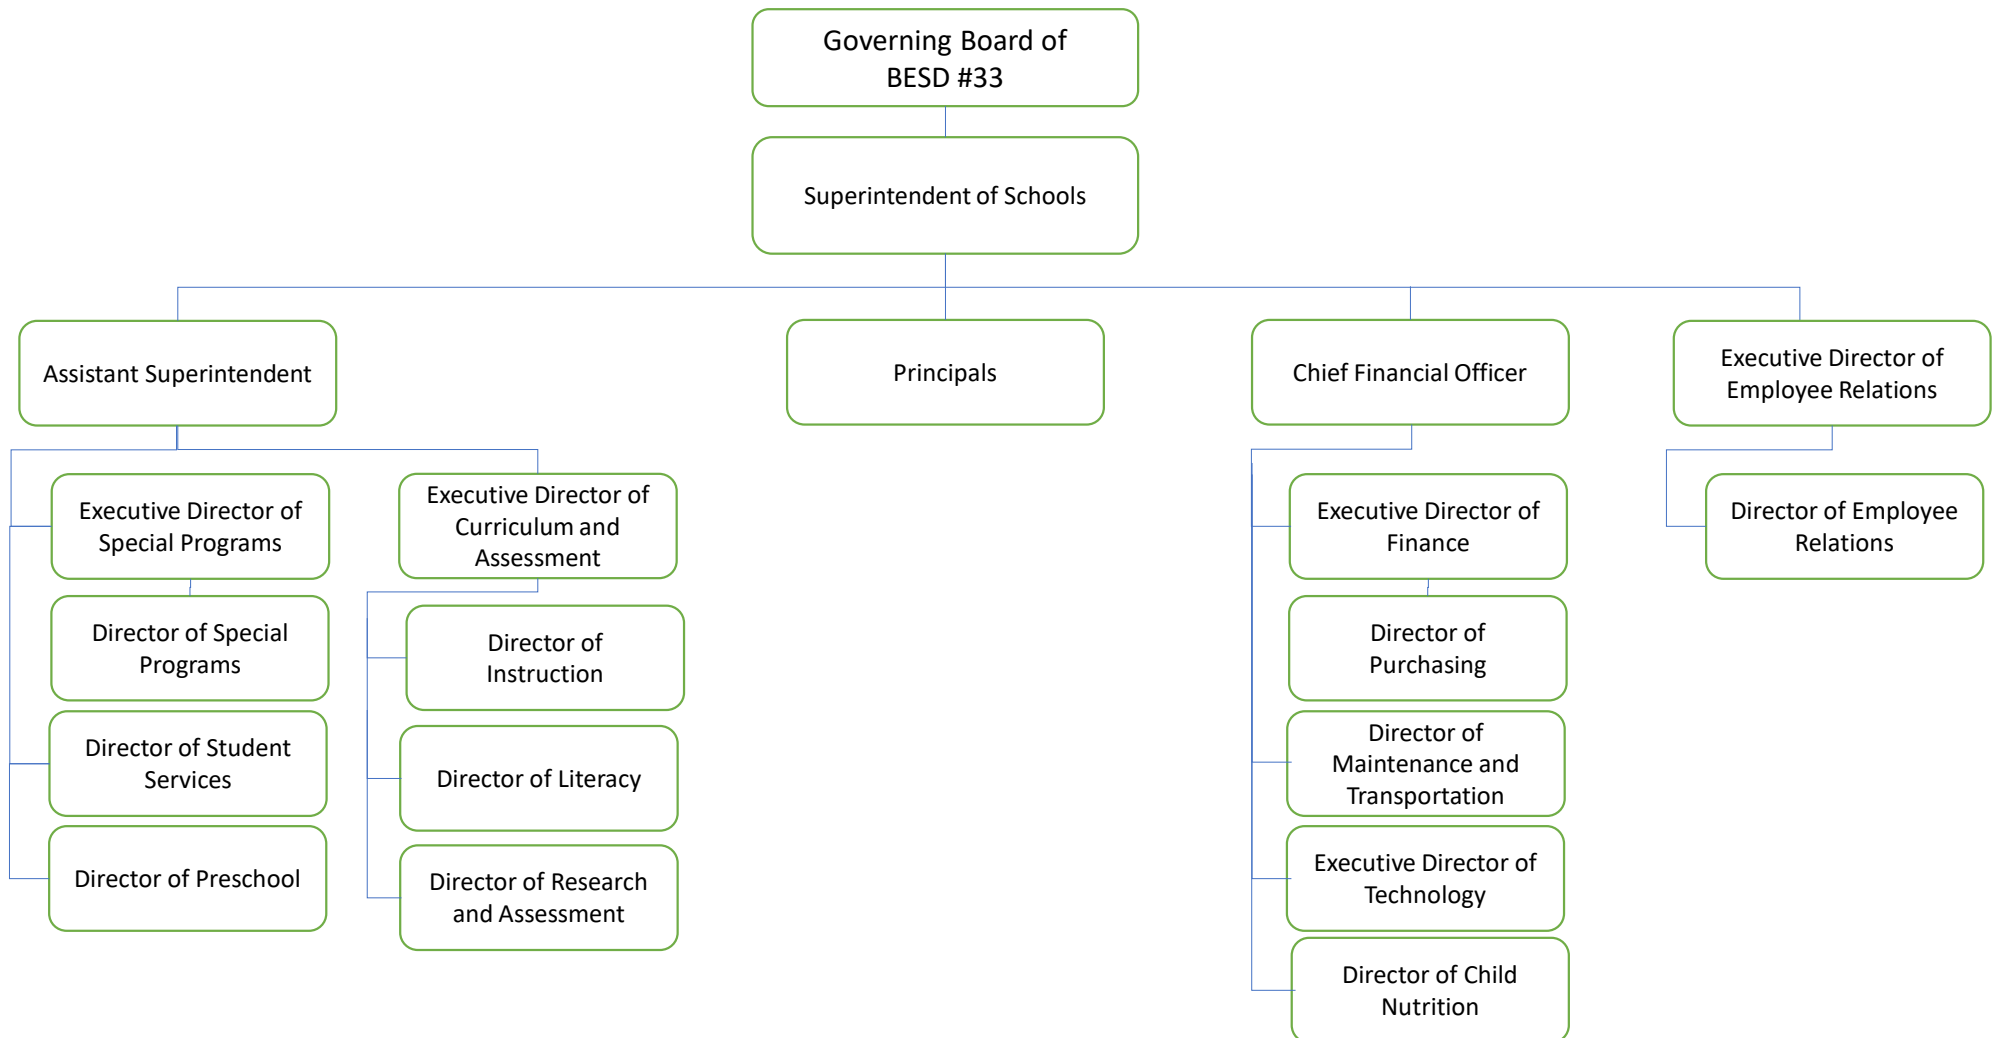 Governing Board of
BESD #33
Superintendent of Schools
Assistant Superintendent
Principals
Chief Financial Officer
Executive Director of
Employee Relations
Executive Director of
Special Programs
Executive Director of
Curriculum and
Assessment
Executive Director of
Finance
Director of Employee
Relations
Director of Special
Programs
Director of
Instruction
Director of
Purchasing
Director of Student
Services
Director of Literacy
Director of
Maintenance and
Transportation
Director of Preschool
Director of Research
and Assessment
Executive Director of
Technology
Director of Child
Nutrition